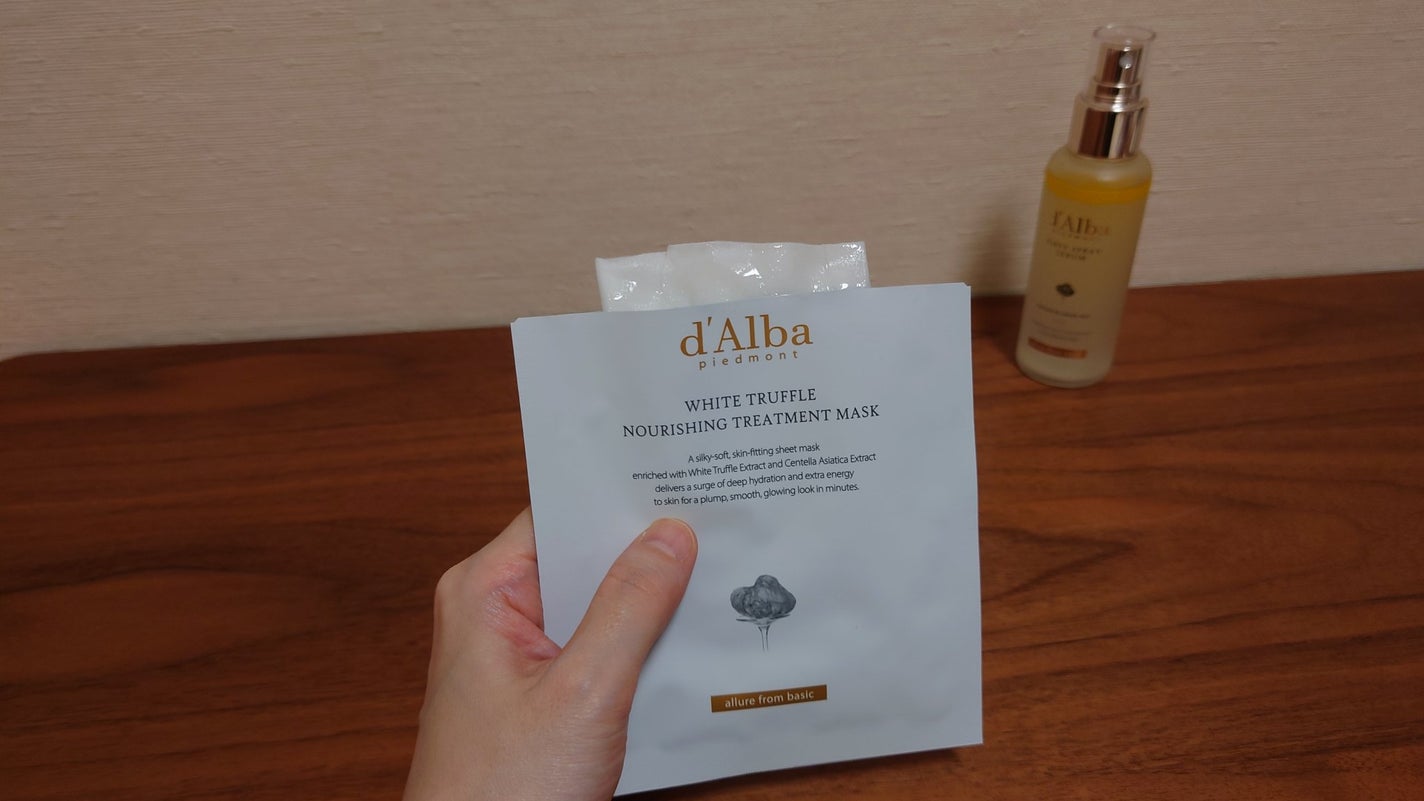 d'Alba
piedmont
WHITE TRUFFLE
NOURISHING TREATMENT MASK
A silky-soft, skin-fitting sheet mask
enriched with White Truffle Extract and Centella Asiatica Extract
delivers a surge of deep hydration and extra energy
to skin for a plump, smooth, glowing look in minutes.
allure from basic
d'Alba
SERUM